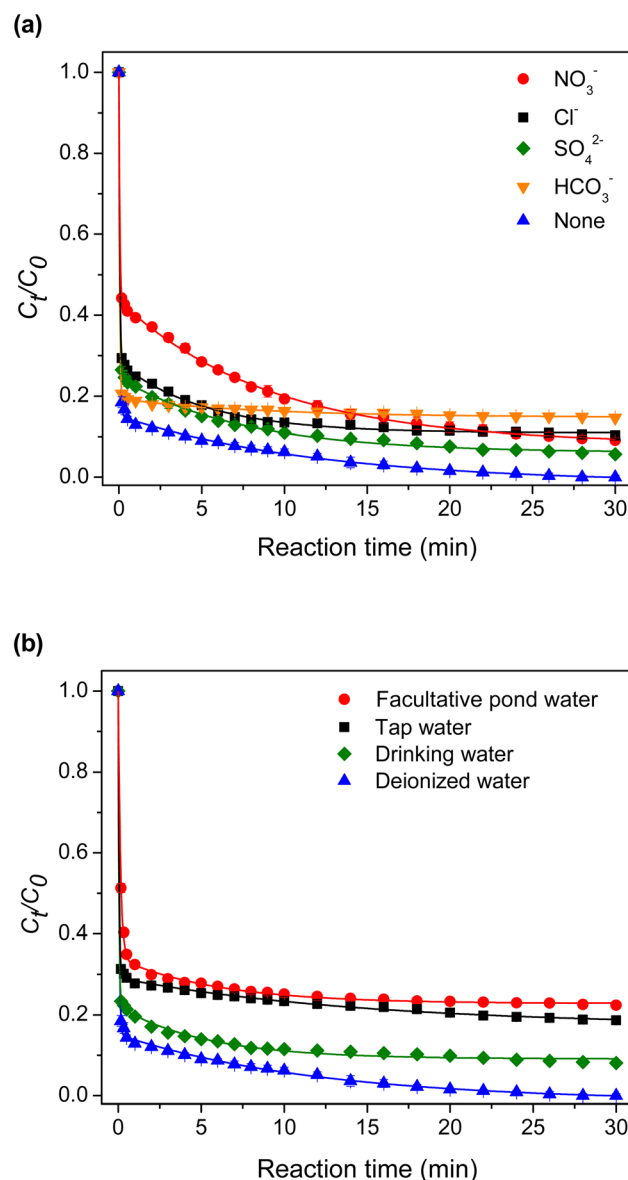 (a)
1.0
0.8
0.6
0.4
0.2
0.0
Cₜ/C₀
NO₃⁻
Cl⁻
SO₄²⁻
HCO₃⁻
None
0 5 10 15 20 25 30
Reaction time (min)
(b)
1.0
0.8
0.6
0.4
0.2
0.0
Cₜ/C₀
Facultative pond water
Tap water
Drinking water
Deionized water
0 5 10 15 20 25 30
Reaction time (min)